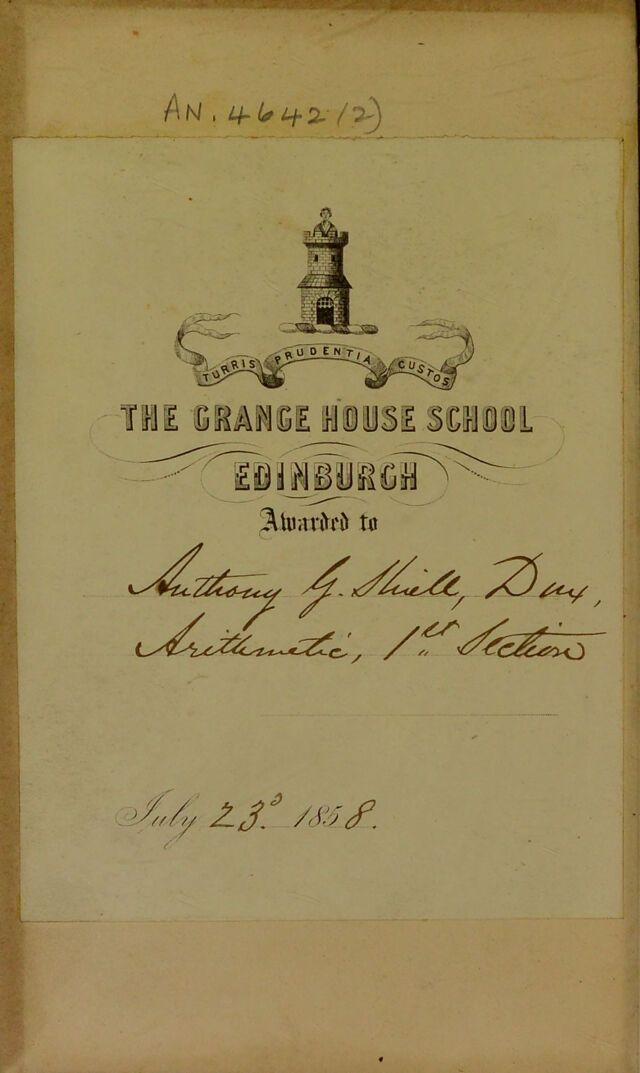 AN. 4642 (2)
TURRIS PRUDENTIA CUSTOS
THE GRANGE HOUSE SCHOOL
EDINBURGH
Awarded to
Anthony G. Shiell, Dux,
Arithmetic, 1st Section
July 23d. 1858.